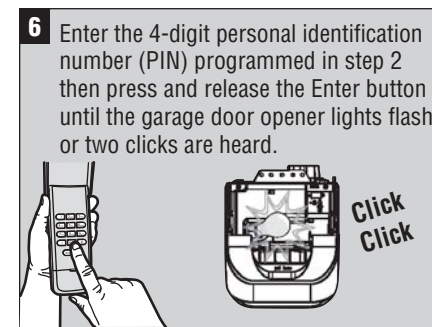 6 Enter the 4-digit personal identification
number (PIN) programmed in step 2
then press and release the Enter button
until the garage door opener lights flash
or two clicks are heard.
Click
Click